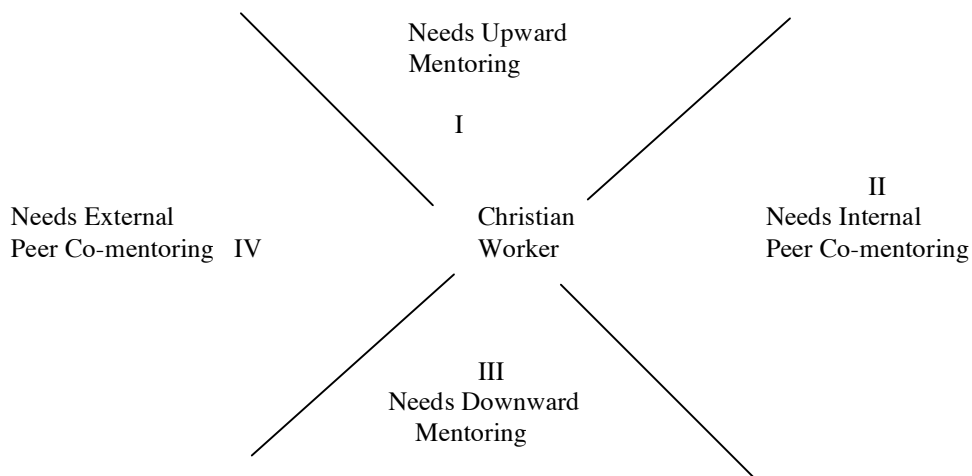 Needs Upward
Mentoring
I
II
Needs External
Peer Co-mentoring IV
Christian
Worker
Needs Internal
Peer Co-mentoring
III
Needs Downward
Mentoring